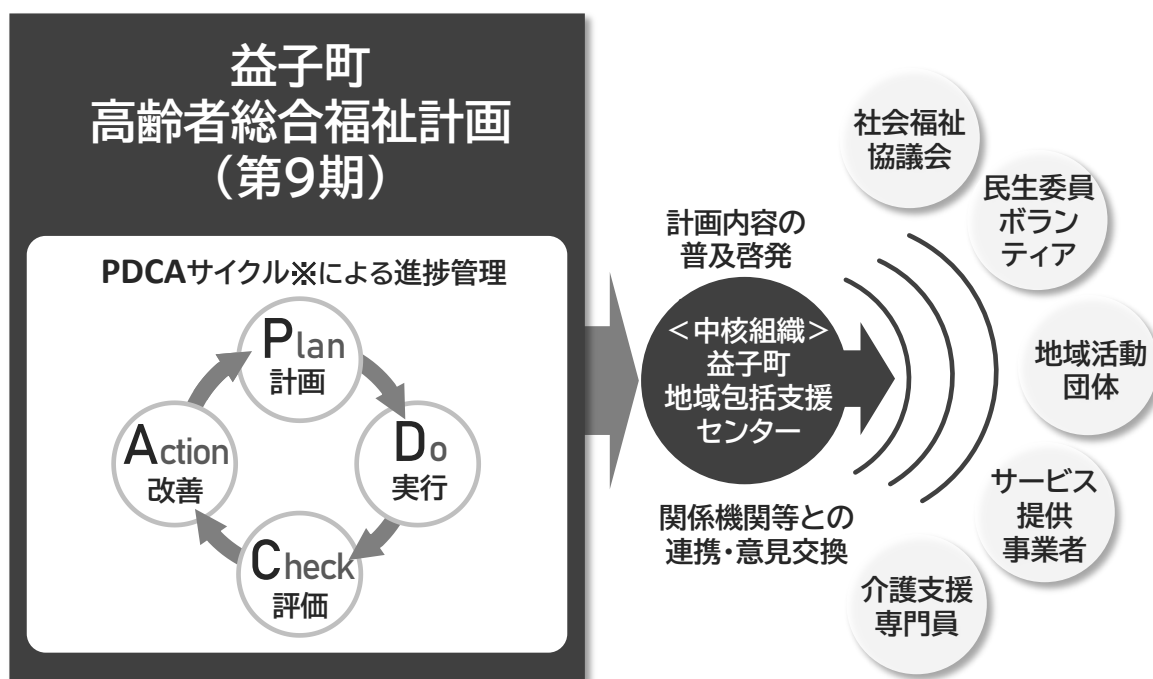 益子町
高齢者総合福祉計画
（第9期）
PDCAサイクル※による進捗管理
Plan
計画
Do
実行
Check
評価
Action
改善
計画内容の
普及啓発
＜中核組織＞
益子町
地域包括支援
センター
関係機関等との
連携・意見交換
社会福祉
協議会
民生委員
ボラン
ティア
地域活動
団体
サービス
提供
事業者
介護支援
専門員